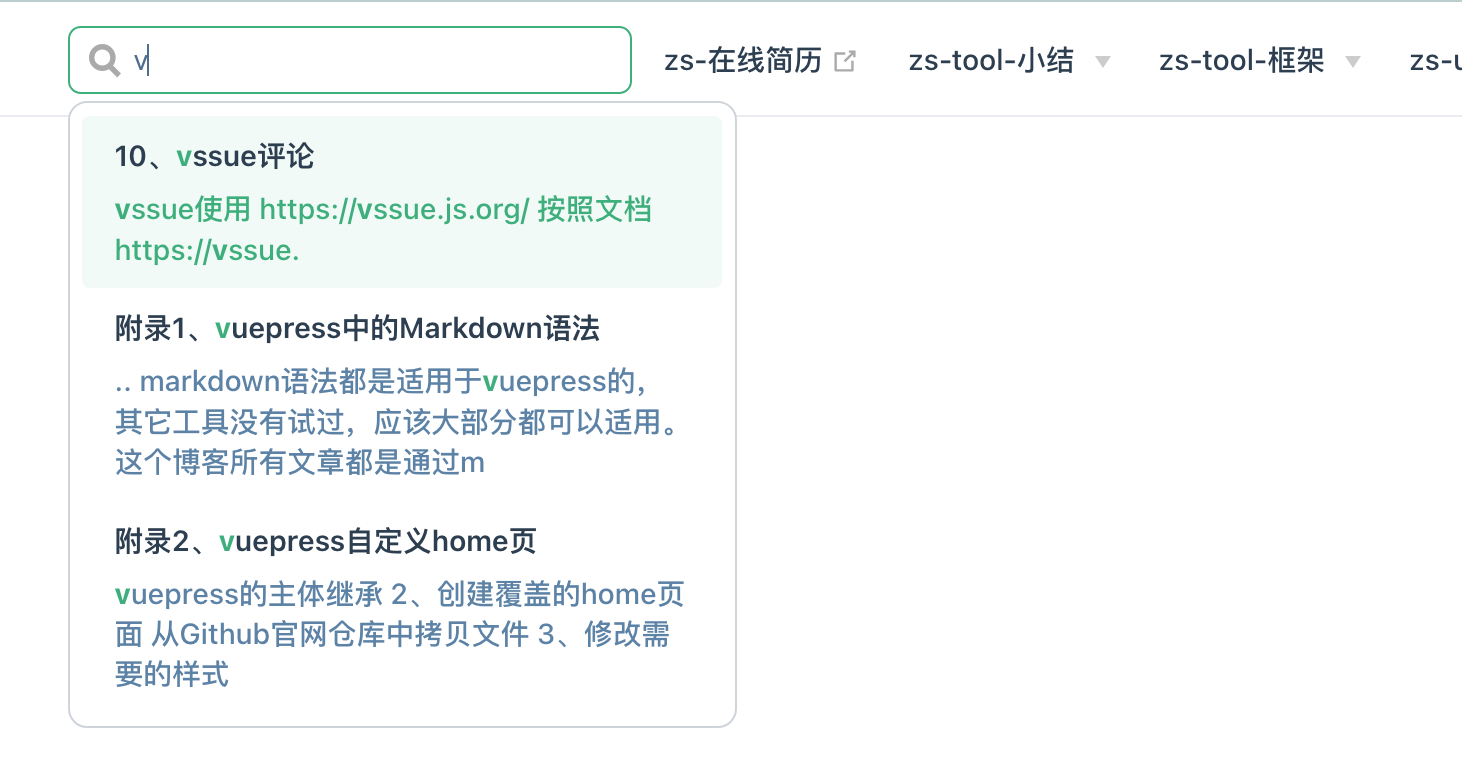 v
zs-在线简历
zs-tool-小结
zs-tool-框架
zs-u
10、vssue评论
vssue使用 https://vssue.js.org/ 按照文档
https://vssue.
附录1、vuepress中的Markdown语法
.. markdown语法都是适用于vuepress的，
其它工具没有试过，应该大部分都可以适用。
这个博客所有文章都是通过m
附录2、vuepress自定义home页
vuepress的主体继承 2、创建覆盖的home页
面 从Github官网仓库中拷贝文件 3、修改需
要的样式